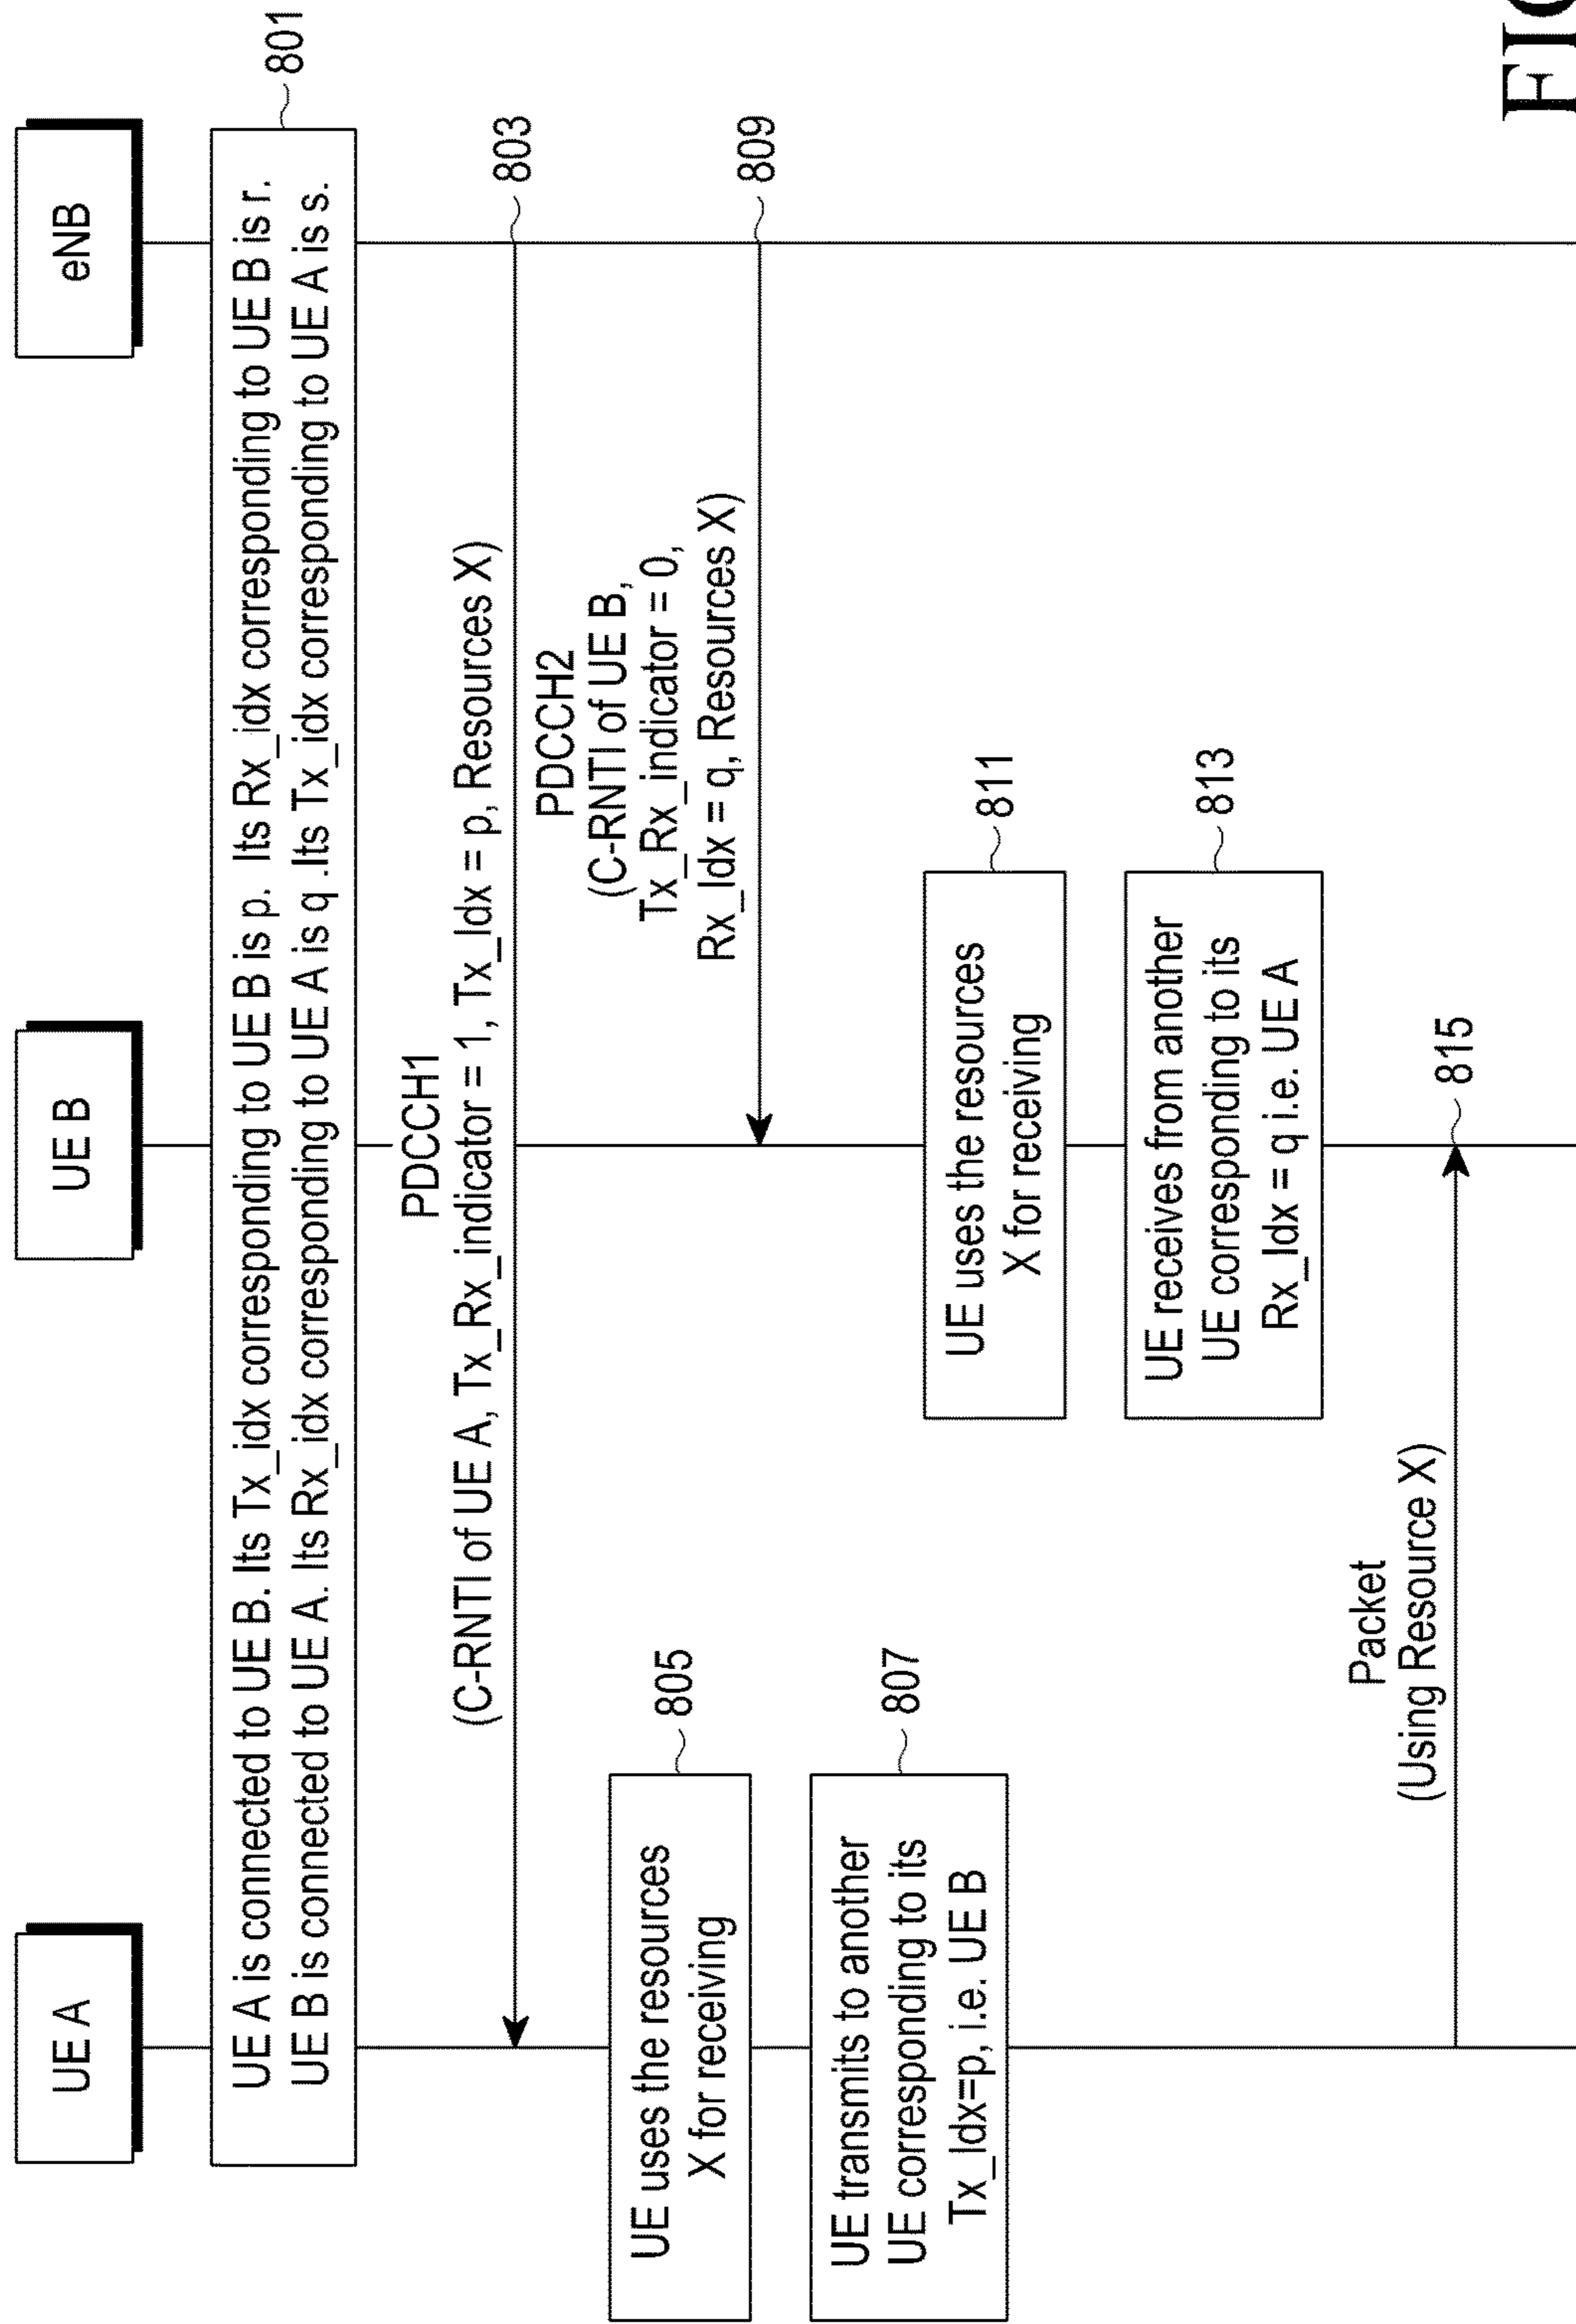 UE A
UE B
eNB
UE A is connected to UE B. Its Tx_idx corresponding to UE B is p. Its Rx_idx corresponding to UE B is r.
UE B is connected to UE A. Its Rx_idx corresponding to UE A is q .Its Tx_idx corresponding to UE A is s.
801
PDCCH1
(C-RNTI of UE A, Tx_Rx_indicator = 1, Tx_Idx = p, Resources X)
803
UE uses the resources
X for receiving
805
UE transmits to another
UE corresponding to its
Tx_Idx=p, i.e. UE B
807
PDCCH2
(C-RNTI of UE B,
Tx_Rx_indicator = 0,
Rx_Idx = q, Resources X)
809
UE uses the resources
X for receiving
811
UE receives from another
UE corresponding to its
Rx_Idx = q i.e. UE A
813
Packet
(Using Resource X)
815